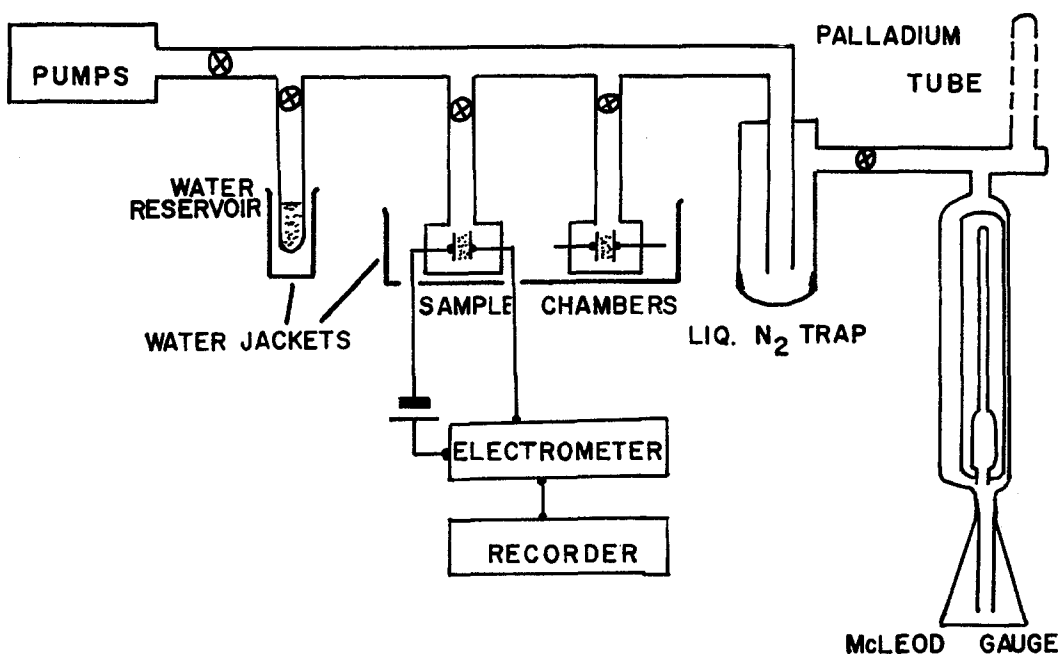 PUMPS
PALLADIUM
TUBE
WATER
RESERVOIR
SAMPLE CHAMBERS
WATER JACKETS
LIQ. N2 TRAP
ELECTROMETER
RECORDER
McLEOD GAUGE